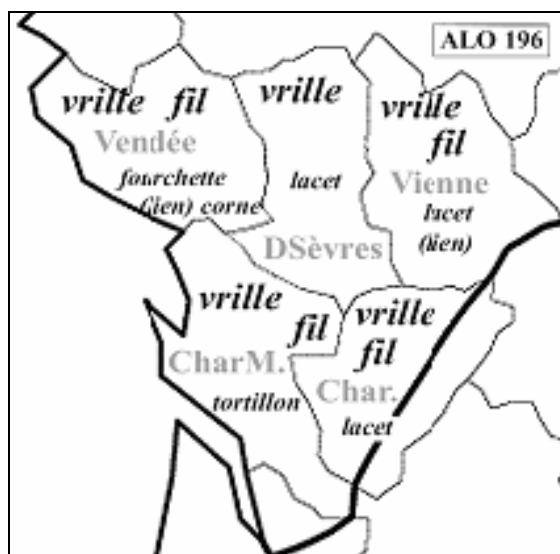 ALO 196
vrille fil
Vendée
fourchette
(lien) corne
vrille
lacet
DSèvres
vrille
fil
Vienne
lacet
(lien)
vrille
fil
CharM.
tortillon
vrille
fil
Char.
lacet